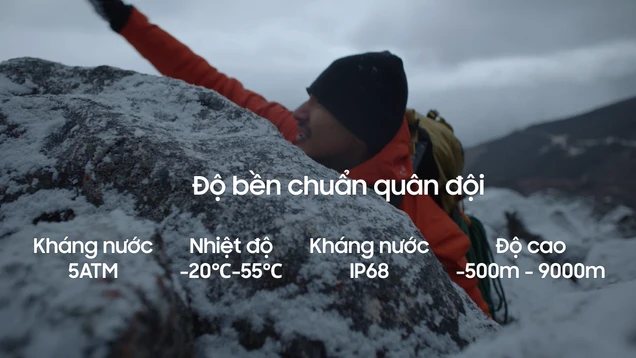 Độ bền chuẩn quân đội
Kháng nước
5ATM
Nhiệt độ
-20°C-55°C
Kháng nước
IP68
Độ cao
-500m - 9000m